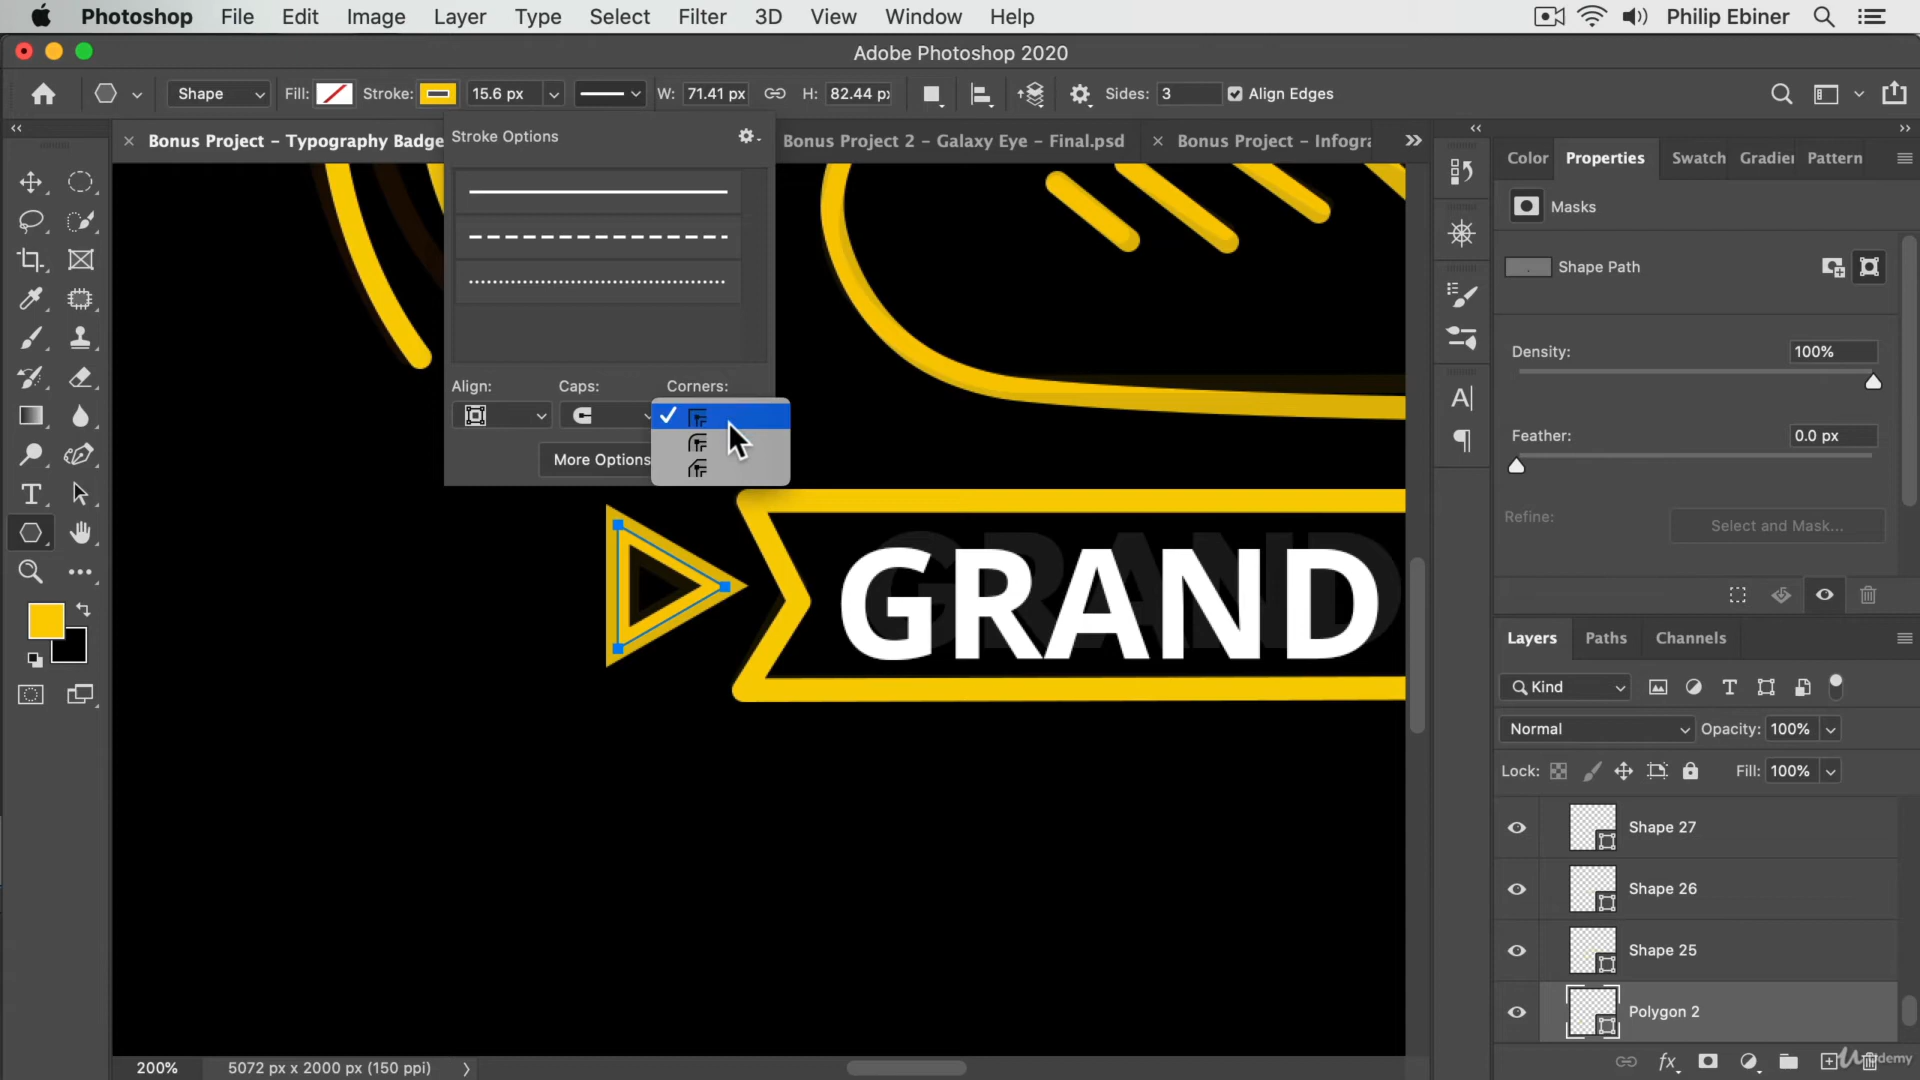 Photoshop File Edit Image Layer Type Select Filter 3D View Window Help Philip Ebiner
Adobe Photoshop 2020
Shape Fill: Stroke: 15.6 px W: 71.41 px H: 82.44 px Sides: 3 Align Edges
Bonus Project – Typography Badge Bonus Project 2 – Galaxy Eye – Final.psd Bonus Project – Infogra
Stroke Options
Align: Caps: Corners:
More Options
GRAND
GRAND
200% 5072 px x 2000 px (150 ppi)
Color Properties Swatch Gradier Pattern
Masks
Shape Path
Density: 100%
Feather: 0.0 px
Refine: Select and Mask...
Layers Paths Channels
Kind
Normal Opacity: 100%
Lock: Fill: 100%
Shape 27
Shape 26
Shape 25
Polygon 2
fx
Udemy